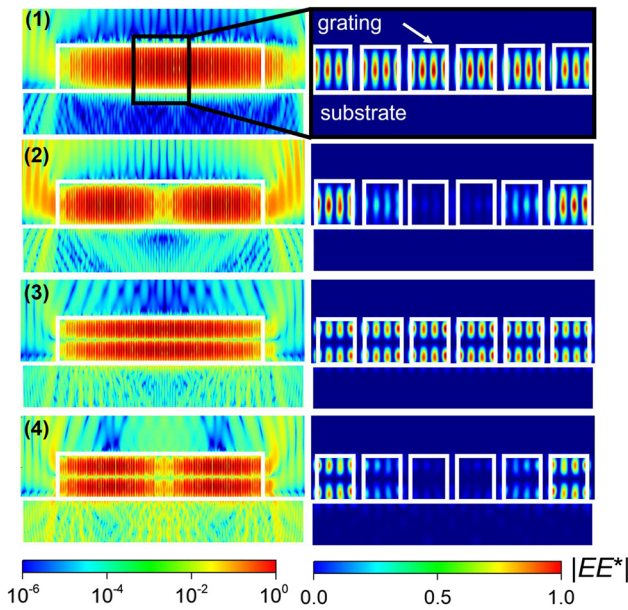 (1)
grating
substrate
(2)
(3)
(4)
10⁻⁶ 10⁻⁴ 10⁻² 10⁰
0.0 0.5 1.0
|EE*|